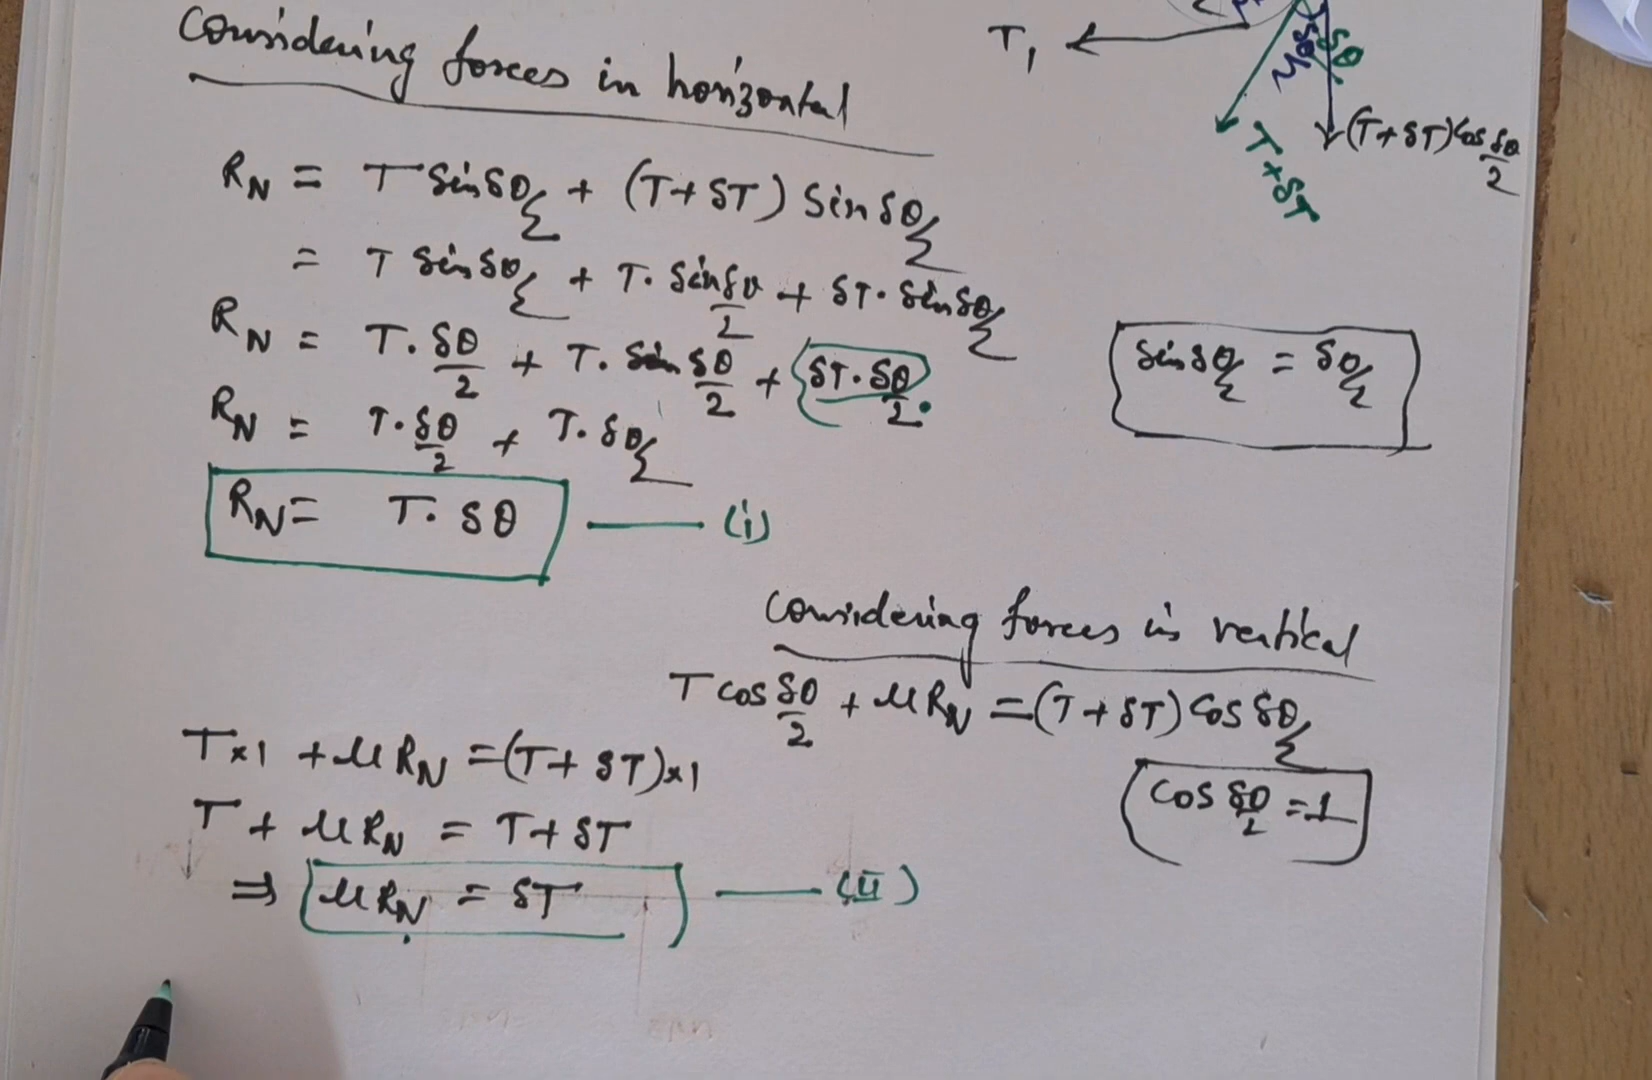 Considering forces in horizontal
T₁
δθ/2
δθ
(T+δT) cos δθ/2
T+δT
R_N = T sin δθ/2 + (T+δT) sin δθ/2
= T sin δθ/2 + T. sin δθ/2 + δT. sin δθ/2
R_N = T. δθ/2 + T. sin δθ/2 + δT. δθ/2.
sin δθ/2 = δθ/2
R_N = T. δθ/2 + T. δθ/2
R_N = T. δθ —— (i)
Considering forces in vertical
T cos δθ/2 + μR_N = (T+δT) cos δθ/2
cos δθ/2 = 1
T×1 + μR_N = (T+δT)×1
T + μR_N = T+δT
⇒ μR_N = δT —— (II)